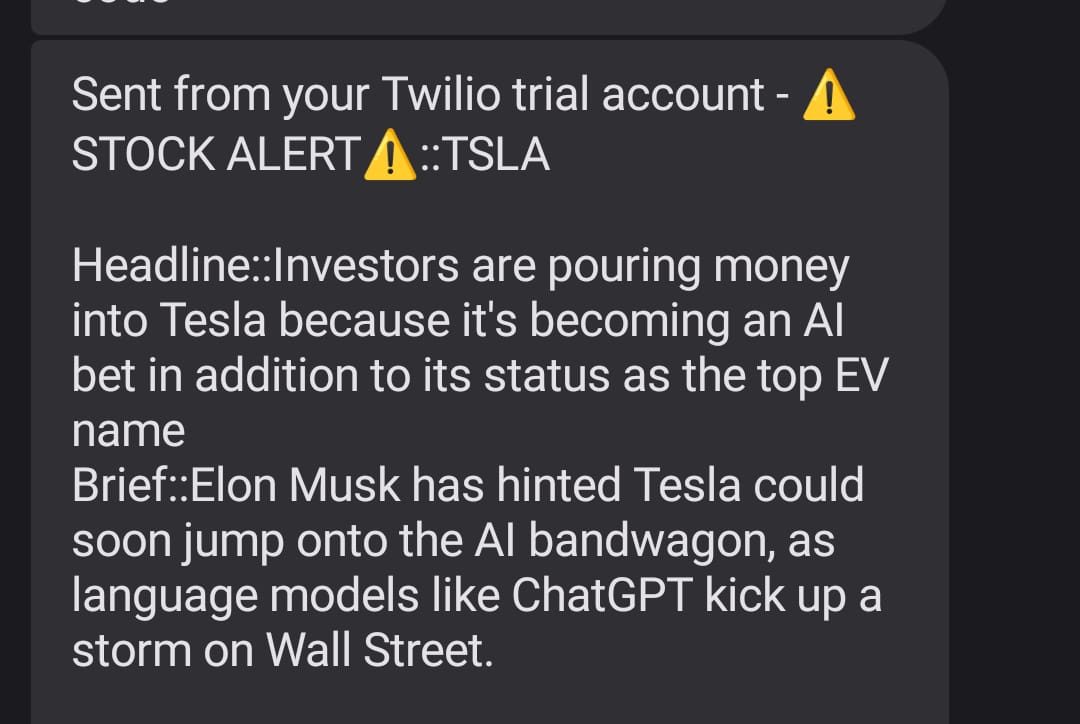 Sent from your Twilio trial account - ⚠️
STOCK ALERT⚠️::TSLA
Headline::Investors are pouring money
into Tesla because it's becoming an AI
bet in addition to its status as the top EV
name
Brief::Elon Musk has hinted Tesla could
soon jump onto the AI bandwagon, as
language models like ChatGPT kick up a
storm on Wall Street.